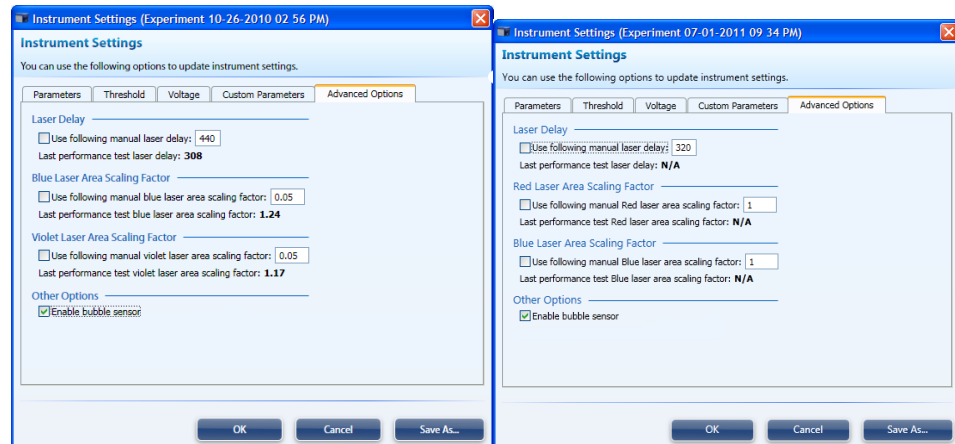 Instrument Settings (Experiment 10-26-2010 02 56 PM)
Instrument Settings
You can use the following options to update instrument settings.
Parameters Threshold Voltage Custom Parameters Advanced Options
Laser Delay
Use following manual laser delay: 440
Last performance test laser delay: 308
Blue Laser Area Scaling Factor
Use following manual blue laser area scaling factor: 0.05
Last performance test blue laser area scaling factor: 1.24
Violet Laser Area Scaling Factor
Use following manual violet laser area scaling factor: 0.05
Last performance test violet laser area scaling factor: 1.17
Other Options
Enable bubble sensor
OK Cancel Save As...
Instrument Settings (Experiment 07-01-2011 09 34 PM)
Instrument Settings
You can use the following options to update instrument settings.
Parameters Threshold Voltage Custom Parameters Advanced Options
Laser Delay
Use following manual laser delay: 320
Last performance test laser delay: N/A
Red Laser Area Scaling Factor
Use following manual Red laser area scaling factor: 1
Last performance test Red laser area scaling factor: N/A
Blue Laser Area Scaling Factor
Use following manual Blue laser area scaling factor: 1
Last performance test Blue laser area scaling factor: N/A
Other Options
Enable bubble sensor
OK Cancel Save As...